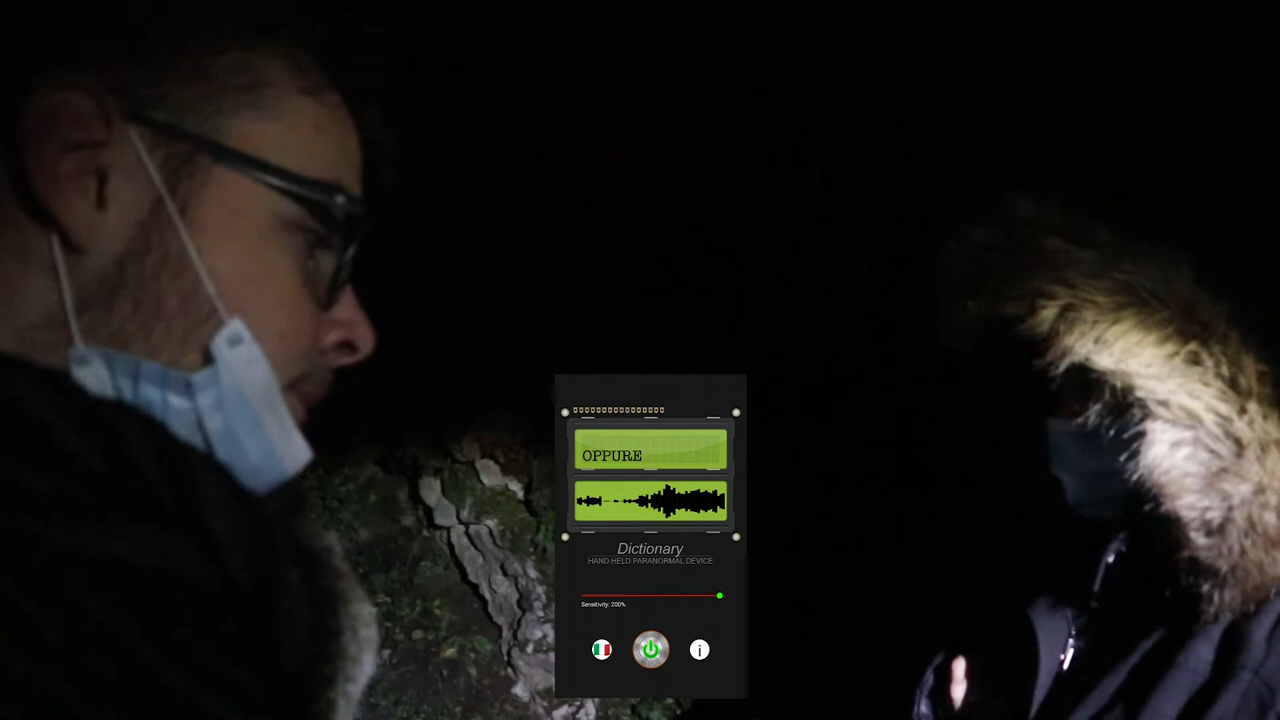 OPPURE
Dictionary
HAND HELD PARANORMAL DEVICE
Sensitivity: 200%
i